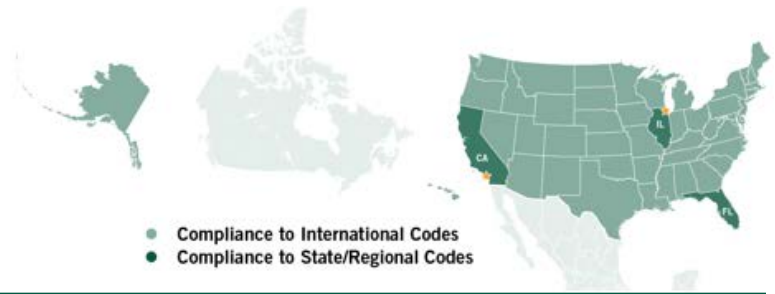 IL
CA
FL
Compliance to International Codes
Compliance to State/Regional Codes